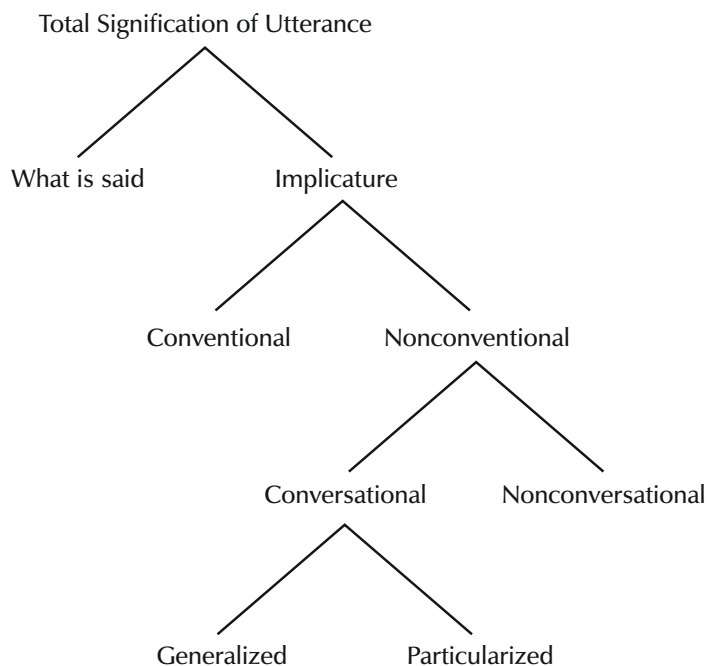 Total Signification of Utterance
What is said
Implicature
Conventional
Nonconventional
Conversational
Nonconversational
Generalized
Particularized